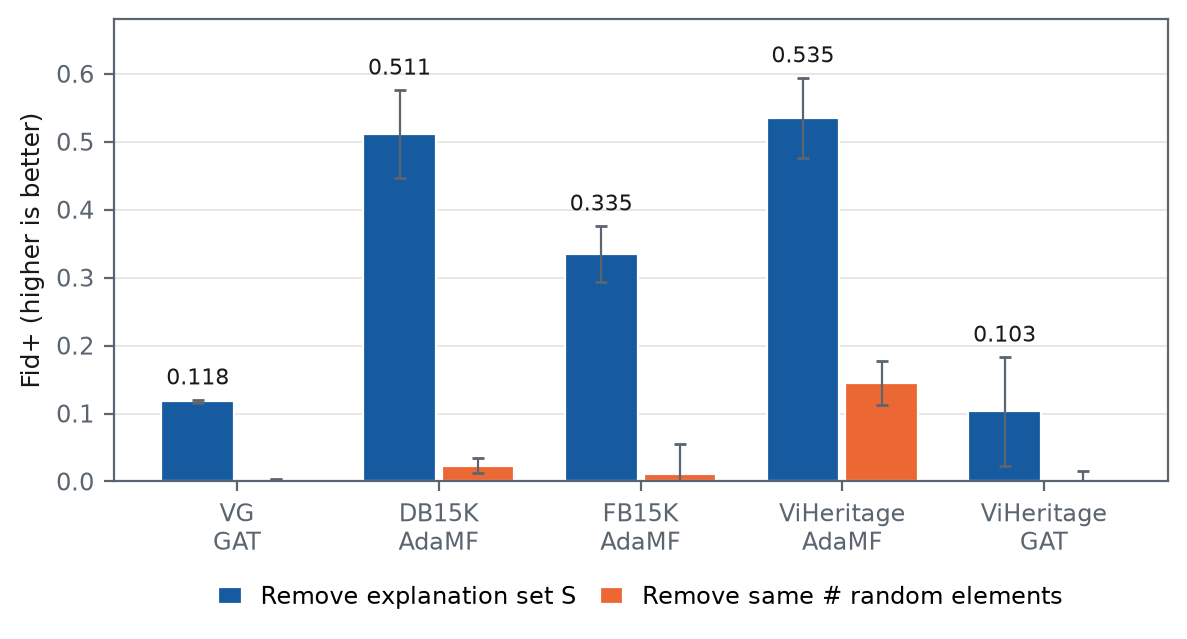 0.6
0.5
0.4
0.3
0.2
0.1
0.0
Fid+ (higher is better)
0.118
0.511
0.335
0.535
0.103
VG
GAT
DB15K
AdaMF
FB15K
AdaMF
ViHeritage
AdaMF
ViHeritage
GAT
Remove explanation set S
Remove same # random elements